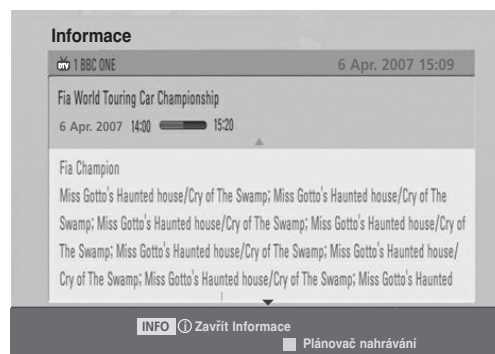 Informace
DTV 1 BBC ONE 6 Apr. 2007 15:09
Fia World Touring Car Championship
6 Apr. 2007 14:00 15:20
Fia Champion
Miss Gotto's Haunted house/Cry of The Swamp; Miss Gotto's Haunted house/Cry of The
Swamp; Miss Gotto's Haunted house/Cry of The Swamp; Miss Gotto's Haunted house/Cry of
The Swamp; Miss Gotto's Haunted house/Cry of The Swamp; Miss Gotto's Haunted house/
Cry of The Swamp; Miss Gotto's Haunted house/Cry of The Swamp; Miss Gotto's Haunted
INFO i Zavřít Informace
Plánovač nahrávání